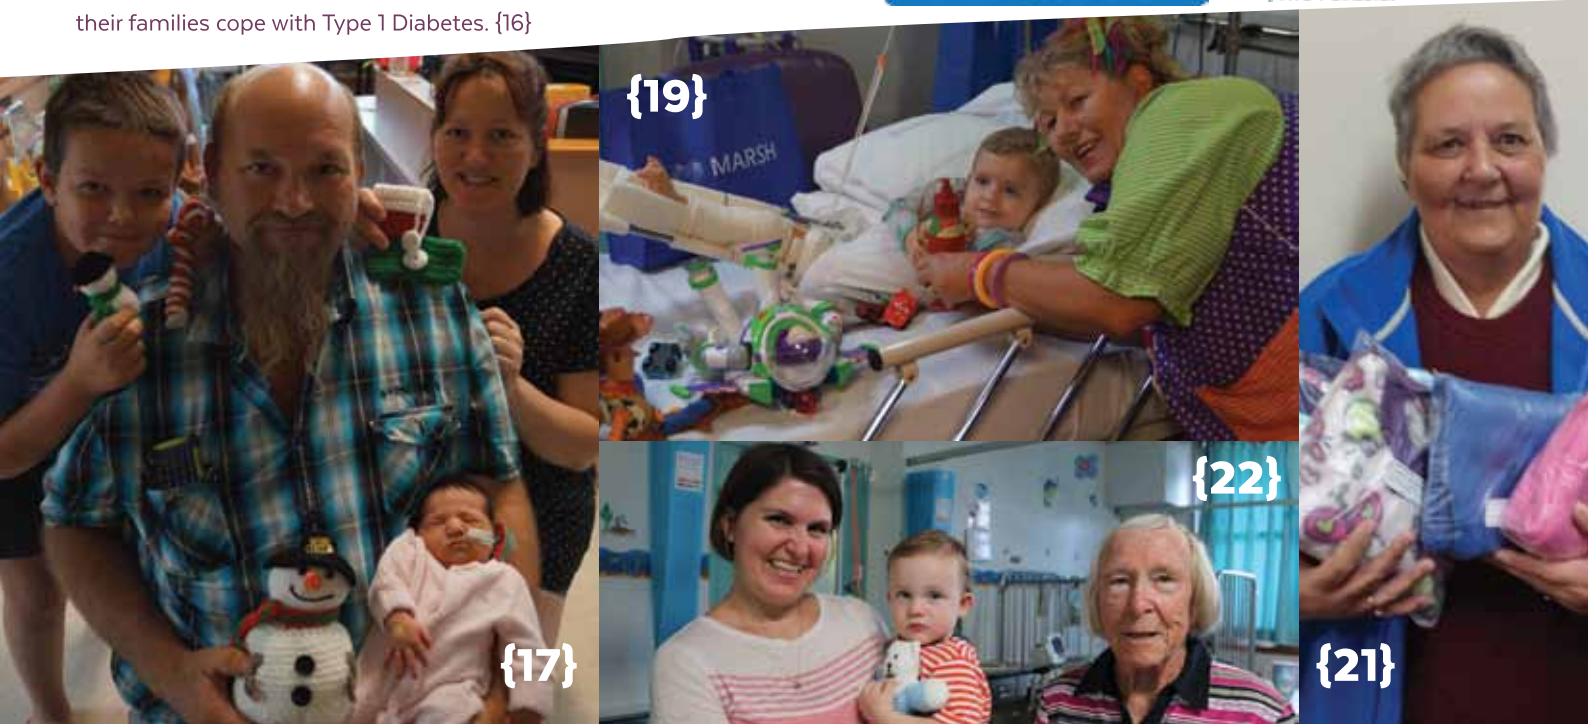 their families cope with Type 1 Diabetes. {16}
{19}
MARSH
{22}
{17}
{21}